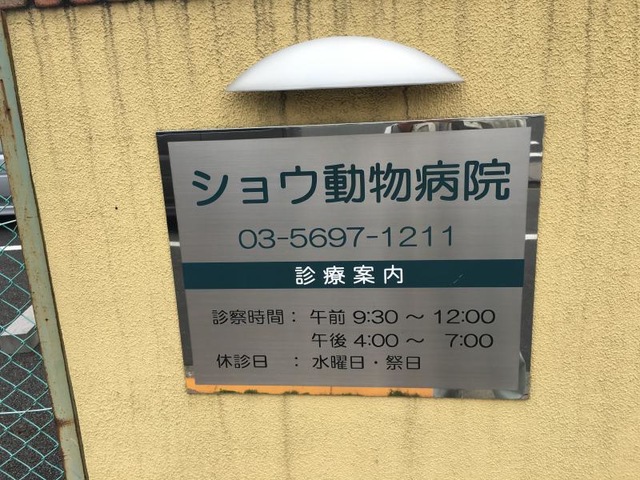 ショウ動物病院
03-5697-1211
診療案内
診察時間： 午前 9:30 ～ 12:00
午後 4:00 ～ 7:00
休診日 ： 水曜日・祭日